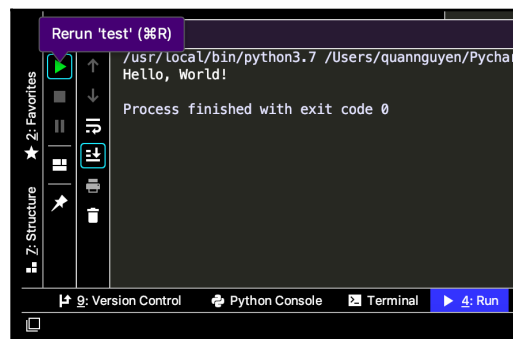 Rerun 'test' (⌘R)
/usr/local/bin/python3.7 /Users/quannguyen/Pychar
Hello, World!
Process finished with exit code 0
2: Favorites
7: Structure
9: Version Control
Python Console
Terminal
4: Run